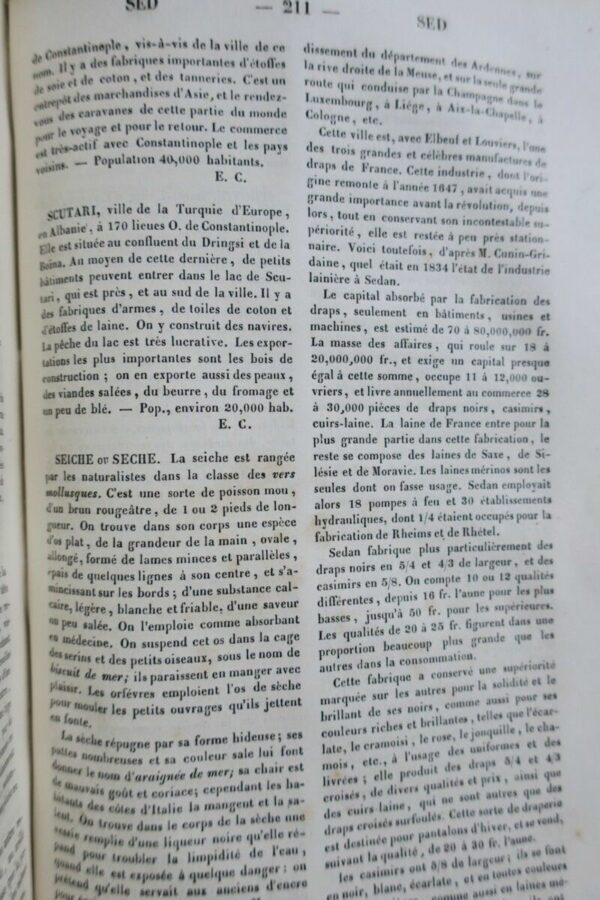 SED
— 211 —
SED
de Constantinople, vis-à-vis de la ville de ce
nom. Il y a des fabriques importantes d'étoffes
de soie et de coton, et des tanneries. C'est un
entrepôt des marchandises d'Asie, et le rendez-
vous des caravanes de cette partie du monde
pour le voyage et pour le retour. Le commerce
est très-actif avec Constantinople et les pays
voisins. — Population 40,000 habitants.
E. C.
SCUTARI, ville de la Turquie d'Europe,
en Albanie, à 170 lieues O. de Constantinople.
Elle est située au confluent du Dringsi et de la
Boina. Au moyen de cette dernière, de petits
bâtiments peuvent entrer dans le lac de Scu-
tari, qui est près, et au sud de la ville. Il y a
des fabriques d'armes, de toiles de coton et
d'étoffes de laine. On y construit des navires.
La pêche du lac est très lucrative. Les expor-
tations les plus importantes sont les bois de
construction; on en exporte aussi des peaux,
des viandes salées, du beurre, du fromage et
un peu de blé. — Pop., environ 20,000 hab.
E. C.
SEICHE ou SECHE. La seiche est rangée
par les naturalistes dans la classe des vers
mollusques. C'est une sorte de poisson mou,
d'un brun rougeâtre, de 1 ou 2 pieds de lon-
gueur. On trouve dans son corps une espèce
d'os plat, de la grandeur de la main, ovale,
allongé, formé de lames minces et parallèles,
épais de quelques lignes à son centre, et s'a-
mincissant sur les bords; d'une substance cal-
caire, légère, blanche et friable, d'une saveur
un peu salée. On l'emploie comme absorbant
en médecine. On suspend cet os dans la cage
des serins et des petits oiseaux, sous le nom de
biscuit de mer; ils paraissent en manger avec
plaisir. Les orfévres emploient l'os de sèche
pour mouler les petits ouvrages qu'ils jettent
en fonte.
La sèche répugne par sa forme hideuse; ses
pattes nombreuses et sa couleur sale lui font
donner le nom d'araignée de mer; sa chair est
de mauvais goût et coriace; cependant les ha-
bitants des côtes d'Italie la mangent et la sa-
lent. On trouve dans le corps de la sèche une
vessie remplie d'une liqueur noire qu'elle ré-
pand pour troubler la limpidité de l'eau,
quand elle est exposée à quelque danger; on
prétend qu'elle servait aux anciens d'encre
dissement du département des Ardennes, sur
la rive droite de la Meuse, et sur la seule grande
route qui conduise par la Champagne dans le
Luxembourg, à Liége, à Aix-la-Chapelle, à
Cologne, etc.
Cette ville est, avec Elbeuf et Louviers, l'une
des trois grandes et célèbres manufactures de
draps de France. Cette industrie, dont l'ori-
gine remonte à l'année 1647, avait acquis une
grande importance avant la révolution, depuis
lors, tout en conservant son incontestable su-
périorité, elle est restée à peu près station-
naire. Voici toutefois, d'après M. Cunin-Gri-
daine, quel était en 1834 l'état de l'industrie
lainière à Sedan.
Le capital absorbé par la fabrication des
draps, seulement en bâtiments, usines et
machines, est estimé de 70 à 80,000,000 fr.
La masse des affaires, qui roule sur 18 à
20,000,000 fr., et exige un capital presque
égal à cette somme, occupe 11 à 12,000 ou-
vriers, et livre annuellement au commerce 28
à 30,000 pièces de draps noirs, casimirs,
cuirs-laine. La laine de France entre pour la
plus grande partie dans cette fabrication, le
reste se compose des laines de Saxe, de Si-
lésie et de Moravie. Les laines mérinos sont les
seules dont on fasse usage. Sedan employait
alors 18 pompes à feu et 30 établissements
hydrauliques, dont 1/4 étaient occupés pour la
fabrication de Rheims et de Rhétel.
Sedan fabrique plus particulièrement des
draps noirs en 5/4 et 4/3 de largeur, et des
casimirs en 5/8. On compte 10 ou 12 qualités
différentes, depuis 16 fr. l'aune pour les plus
basses, jusqu'à 50 fr. pour les supérieures.
Les qualités de 20 à 25 fr. figurent dans une
proportion beaucoup plus grande que les
autres dans la consommation.
Cette fabrique a conservé une supériorité
marquée sur les autres pour la solidité et le
brillant de ses noirs, comme aussi pour ses
couleurs riches et brillantes, telles que l'écar-
late, le cramoisi, le rose, le jonquille, le cha-
mois, etc., à l'usage des uniformes et des
livrées; elle produit des draps 5/4 et 4/3
croisés, de divers qualités et prix, ainsi que
des cuirs laine, qui ne sont autres que des
draps croisés surfoulés. Cette sorte de draperie
est destinée pour pantalons d'hiver, et se vend,
suivant la qualité, de 20 à 30 fr. l'aune.
les casimirs ont 5/8 de largeur; ils se font
en noir, blanc, écarlate, et en toutes couleurs
comme aussi en laines mé-